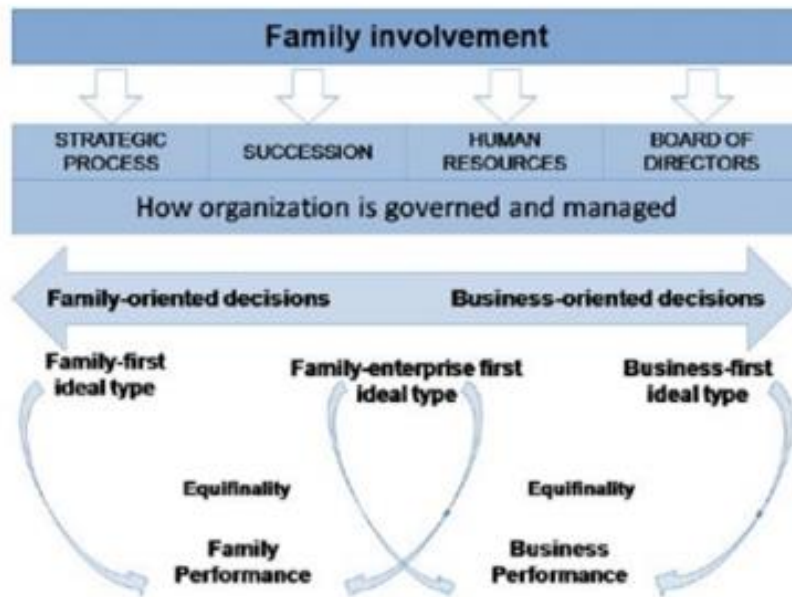 Family involvement
STRATEGIC
PROCESS
SUCCESSION
HUMAN
RESOURCES
BOARD OF
DIRECTORS
How organization is governed and managed
Family-oriented decisions
Business-oriented decisions
Family-first
ideal type
Family-enterprise first
ideal type
Business-first
ideal type
Equifinality
Equifinality
Family
Performance
Business
Performance